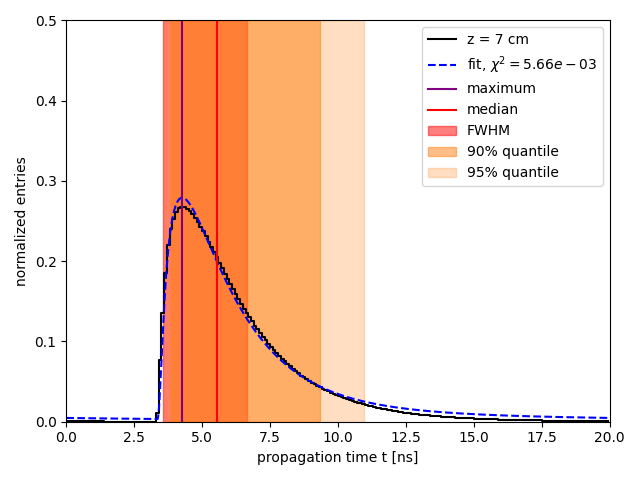 0.5
0.4
0.3
0.2
0.1
0.0
normalized entries
0.0 2.5 5.0 7.5 10.0 12.5 15.0 17.5 20.0
propagation time t [ns]
z = 7 cm
fit, χ² = 5.66e − 03
maximum
median
FWHM
90% quantile
95% quantile